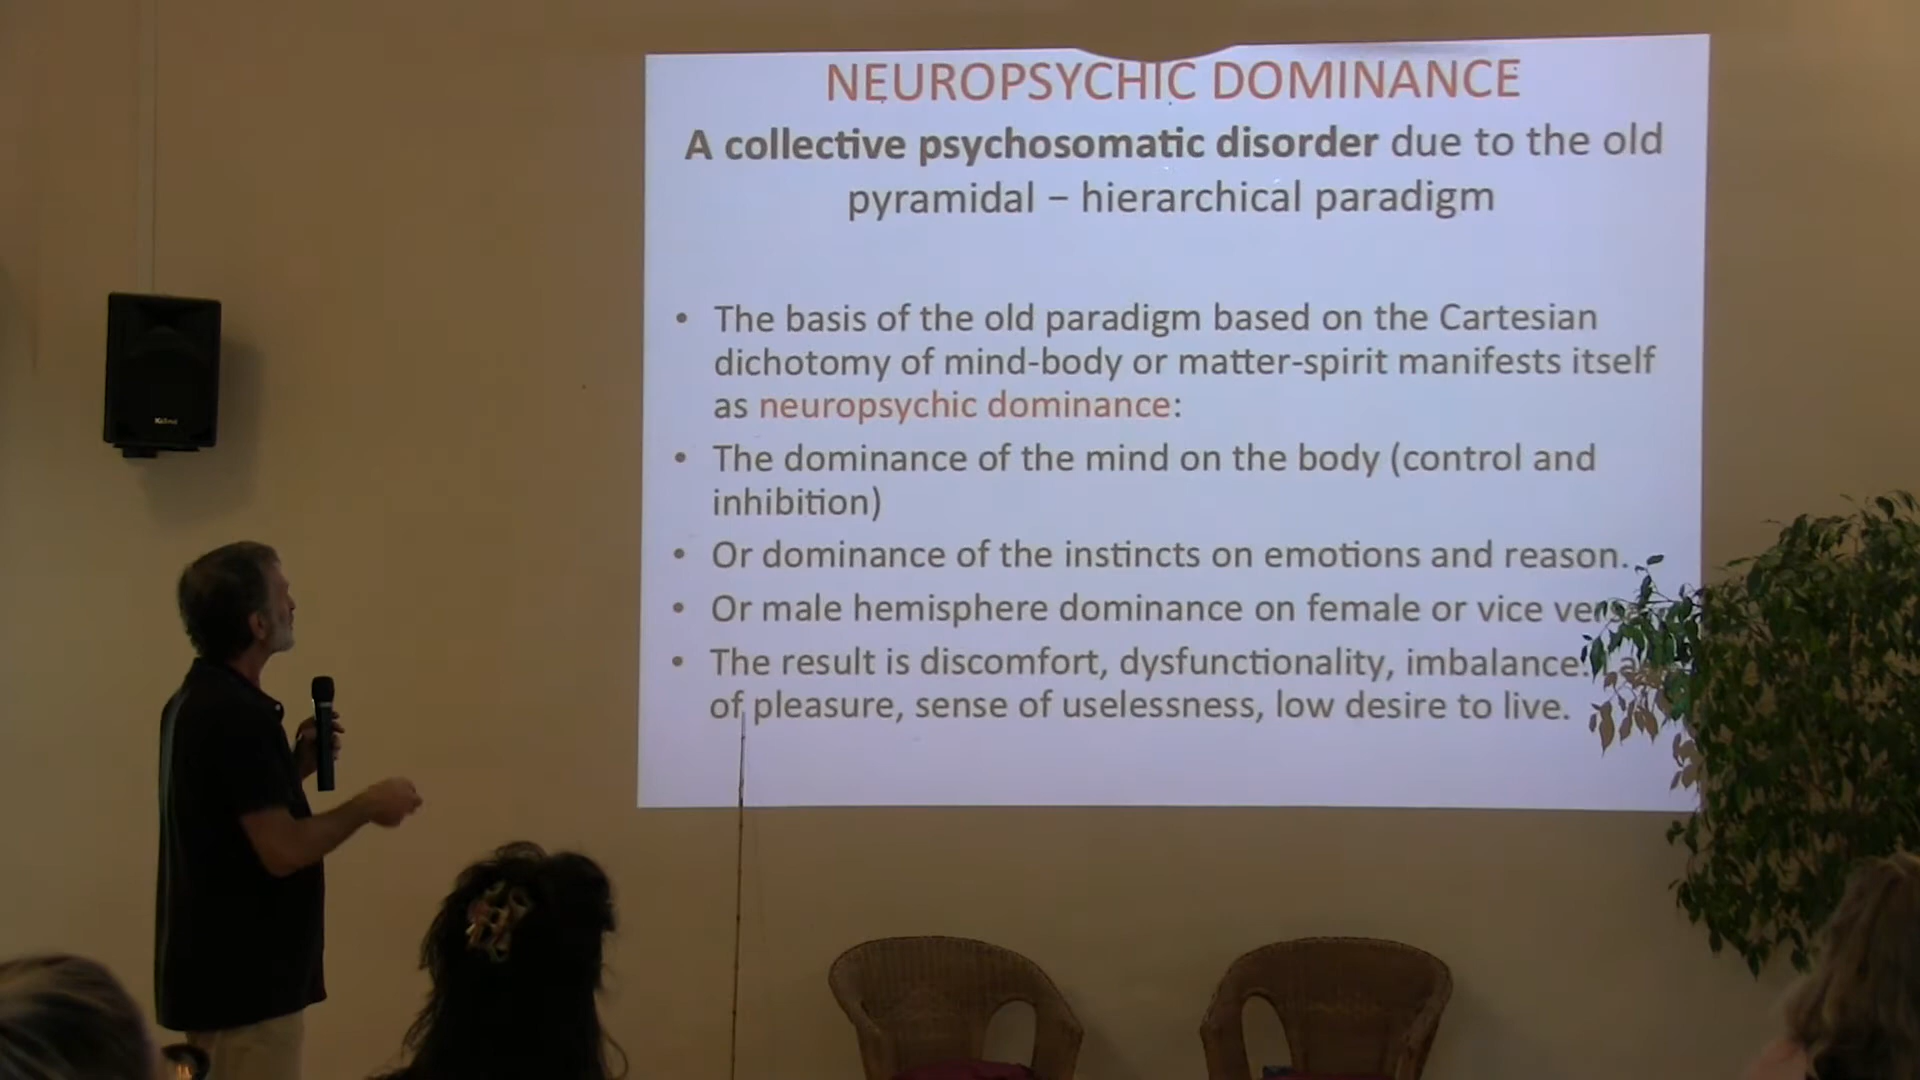 NEUROPSYCHIC DOMINANCE
A collective psychosomatic disorder due to the old
pyramidal – hierarchical paradigm
• The basis of the old paradigm based on the Cartesian
dichotomy of mind-body or matter-spirit manifests itself
as neuropsychic dominance:
• The dominance of the mind on the body (control and
inhibition)
• Or dominance of the instincts on emotions and reason.
• Or male hemisphere dominance on female or vice
• The result is discomfort, dysfunctionality, imbalance.
of pleasure, sense of uselessness, low desire to live.